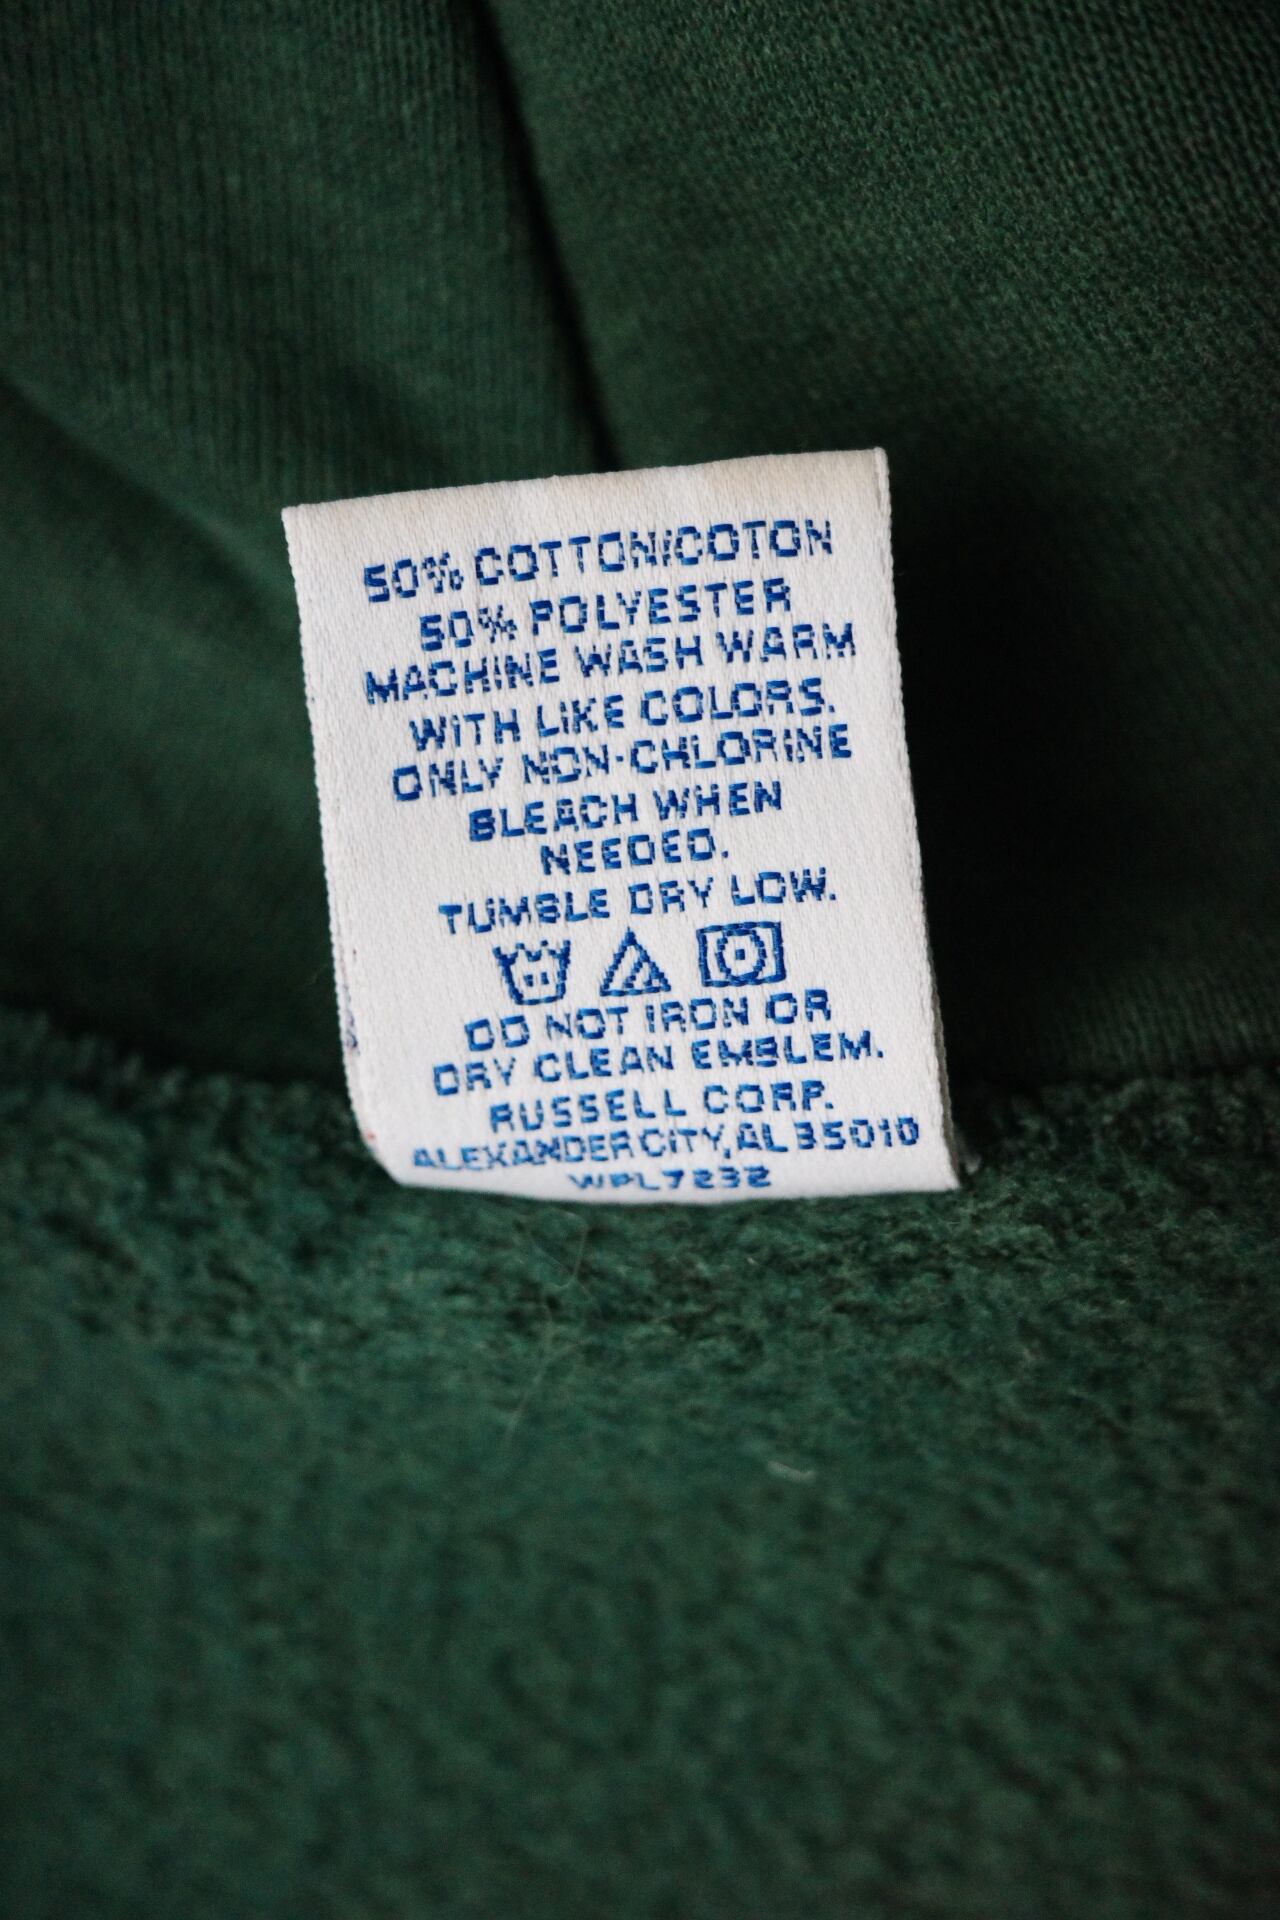 50% COTTON/COTON
50% POLYESTER
MACHINE WASH WARM
WITH LIKE COLORS.
ONLY NON-CHLORINE
BLEACH WHEN
NEEDED.
TUMBLE DRY LOW.
DO NOT IRON OR
DRY CLEAN EMBLEM.
RUSSELL CORP.
ALEXANDER CITY, AL 35010
WPL7232